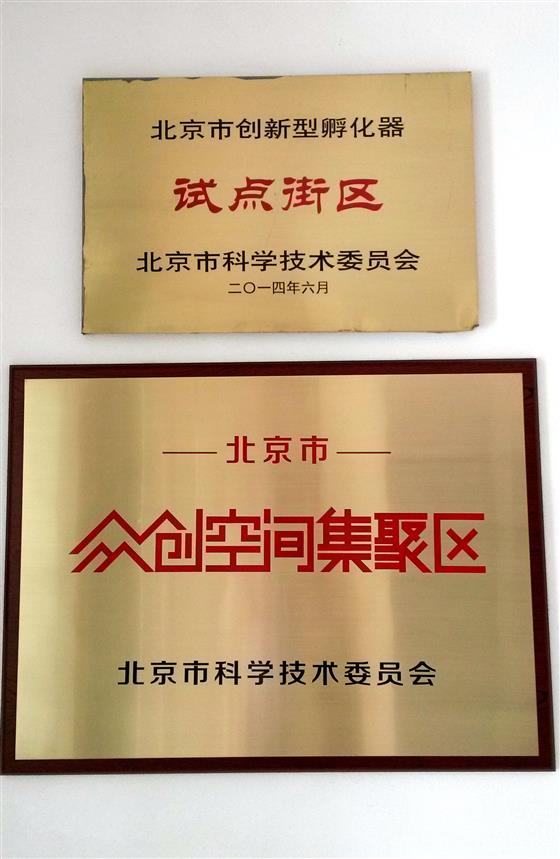 北京市创新型孵化器
试点街区
北京市科学技术委员会
二〇一四年六月
北京市
众创空间集聚区
北京市科学技术委员会